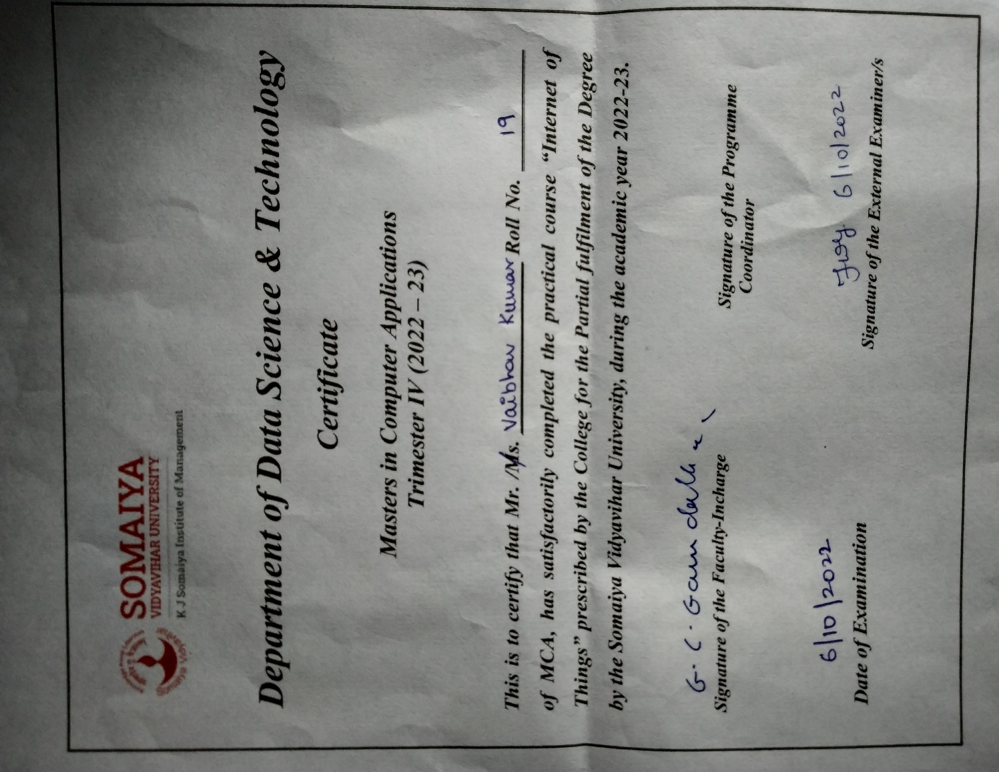 SOMAIYA
VIDYAVIHAR UNIVERSITY
K J Somaiya Institute of Management
Department of Data Science & Technology
Certificate
Masters in Computer Applications
Trimester IV (2022 – 23)
This is to certify that Mr. /Ms. Vaibhav Kumar Roll No. 19
of MCA, has satisfactorily completed the practical course “Internet of
Things” prescribed by the College for the Partial fulfilment of the Degree
by the Somaiya Vidyavihar University, during the academic year 2022-23.
G. C.
Signature of the Faculty-Incharge
Signature of the Programme
Coordinator
6/10/2022
Date of Examination
6/10/2022
Signature of the External Examiner/s